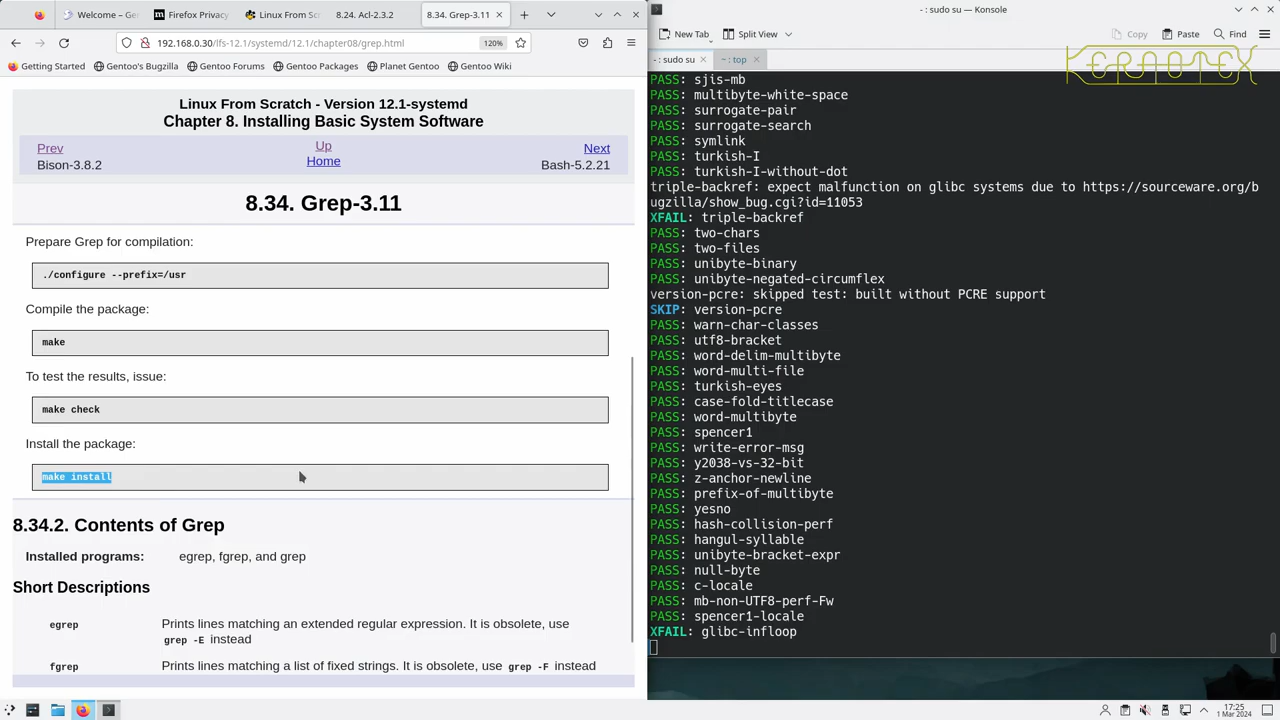 Welcome – Ge
Firefox Privacy
Linux From Scr
8.24. Acl-2.3.2
8.34. Grep-3.11
192.168.0.30/lfs-12.1/systemd/12.1/chapter08/grep.html
120%
Getting Started
Gentoo's Bugzilla
Gentoo Forums
Gentoo Packages
Planet Gentoo
Gentoo Wiki
Linux From Scratch - Version 12.1-systemd
Chapter 8. Installing Basic System Software
Prev
Up
Next
Bison-3.8.2
Home
Bash-5.2.21
8.34. Grep-3.11
Prepare Grep for compilation:
./configure --prefix=/usr
Compile the package:
make
To test the results, issue:
make check
Install the package:
make install
8.34.2. Contents of Grep
Installed programs: egrep, fgrep, and grep
Short Descriptions
egrep Prints lines matching an extended regular expression. It is obsolete, use
grep -E instead
fgrep Prints lines matching a list of fixed strings. It is obsolete, use grep -F instead
- : sudo su — Konsole
New Tab
Split View
Copy
Paste
Find
- : sudo su
~ : top
KERNOTEX
PASS: sjis-mb
PASS: multibyte-white-space
PASS: surrogate-pair
PASS: surrogate-search
PASS: symlink
PASS: turkish-I
PASS: turkish-I-without-dot
triple-backref: expect malfunction on glibc systems due to https://sourceware.org/b
ugzilla/show_bug.cgi?id=11053
XFAIL: triple-backref
PASS: two-chars
PASS: two-files
PASS: unibyte-binary
PASS: unibyte-negated-circumflex
version-pcre: skipped test: built without PCRE support
SKIP: version-pcre
PASS: warn-char-classes
PASS: utf8-bracket
PASS: word-delim-multibyte
PASS: word-multi-file
PASS: turkish-eyes
PASS: case-fold-titlecase
PASS: word-multibyte
PASS: spencer1
PASS: write-error-msg
PASS: y2038-vs-32-bit
PASS: z-anchor-newline
PASS: prefix-of-multibyte
PASS: yesno
PASS: hash-collision-perf
PASS: hangul-syllable
PASS: unibyte-bracket-expr
PASS: null-byte
PASS: c-locale
PASS: mb-non-UTF8-perf-Fw
PASS: spencer1-locale
XFAIL: glibc-infloop
17:25
1 Mar 2024